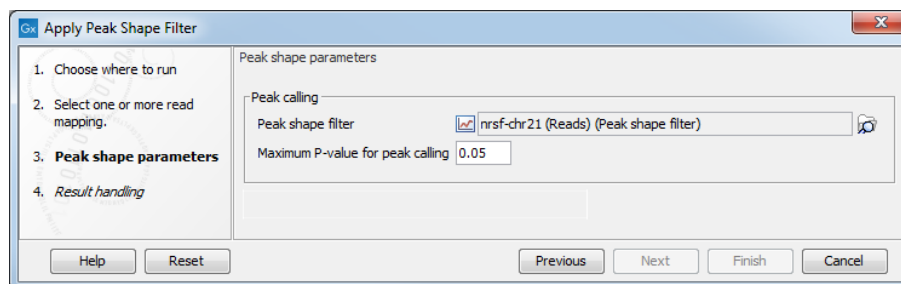 Gx Apply Peak Shape Filter
1. Choose where to run
2. Select one or more read
mapping.
3. Peak shape parameters
4. Result handling
Peak shape parameters
Peak calling
Peak shape filter nrsf-chr21 (Reads) (Peak shape filter)
Maximum P-value for peak calling 0.05
Help Reset Previous Next Finish Cancel